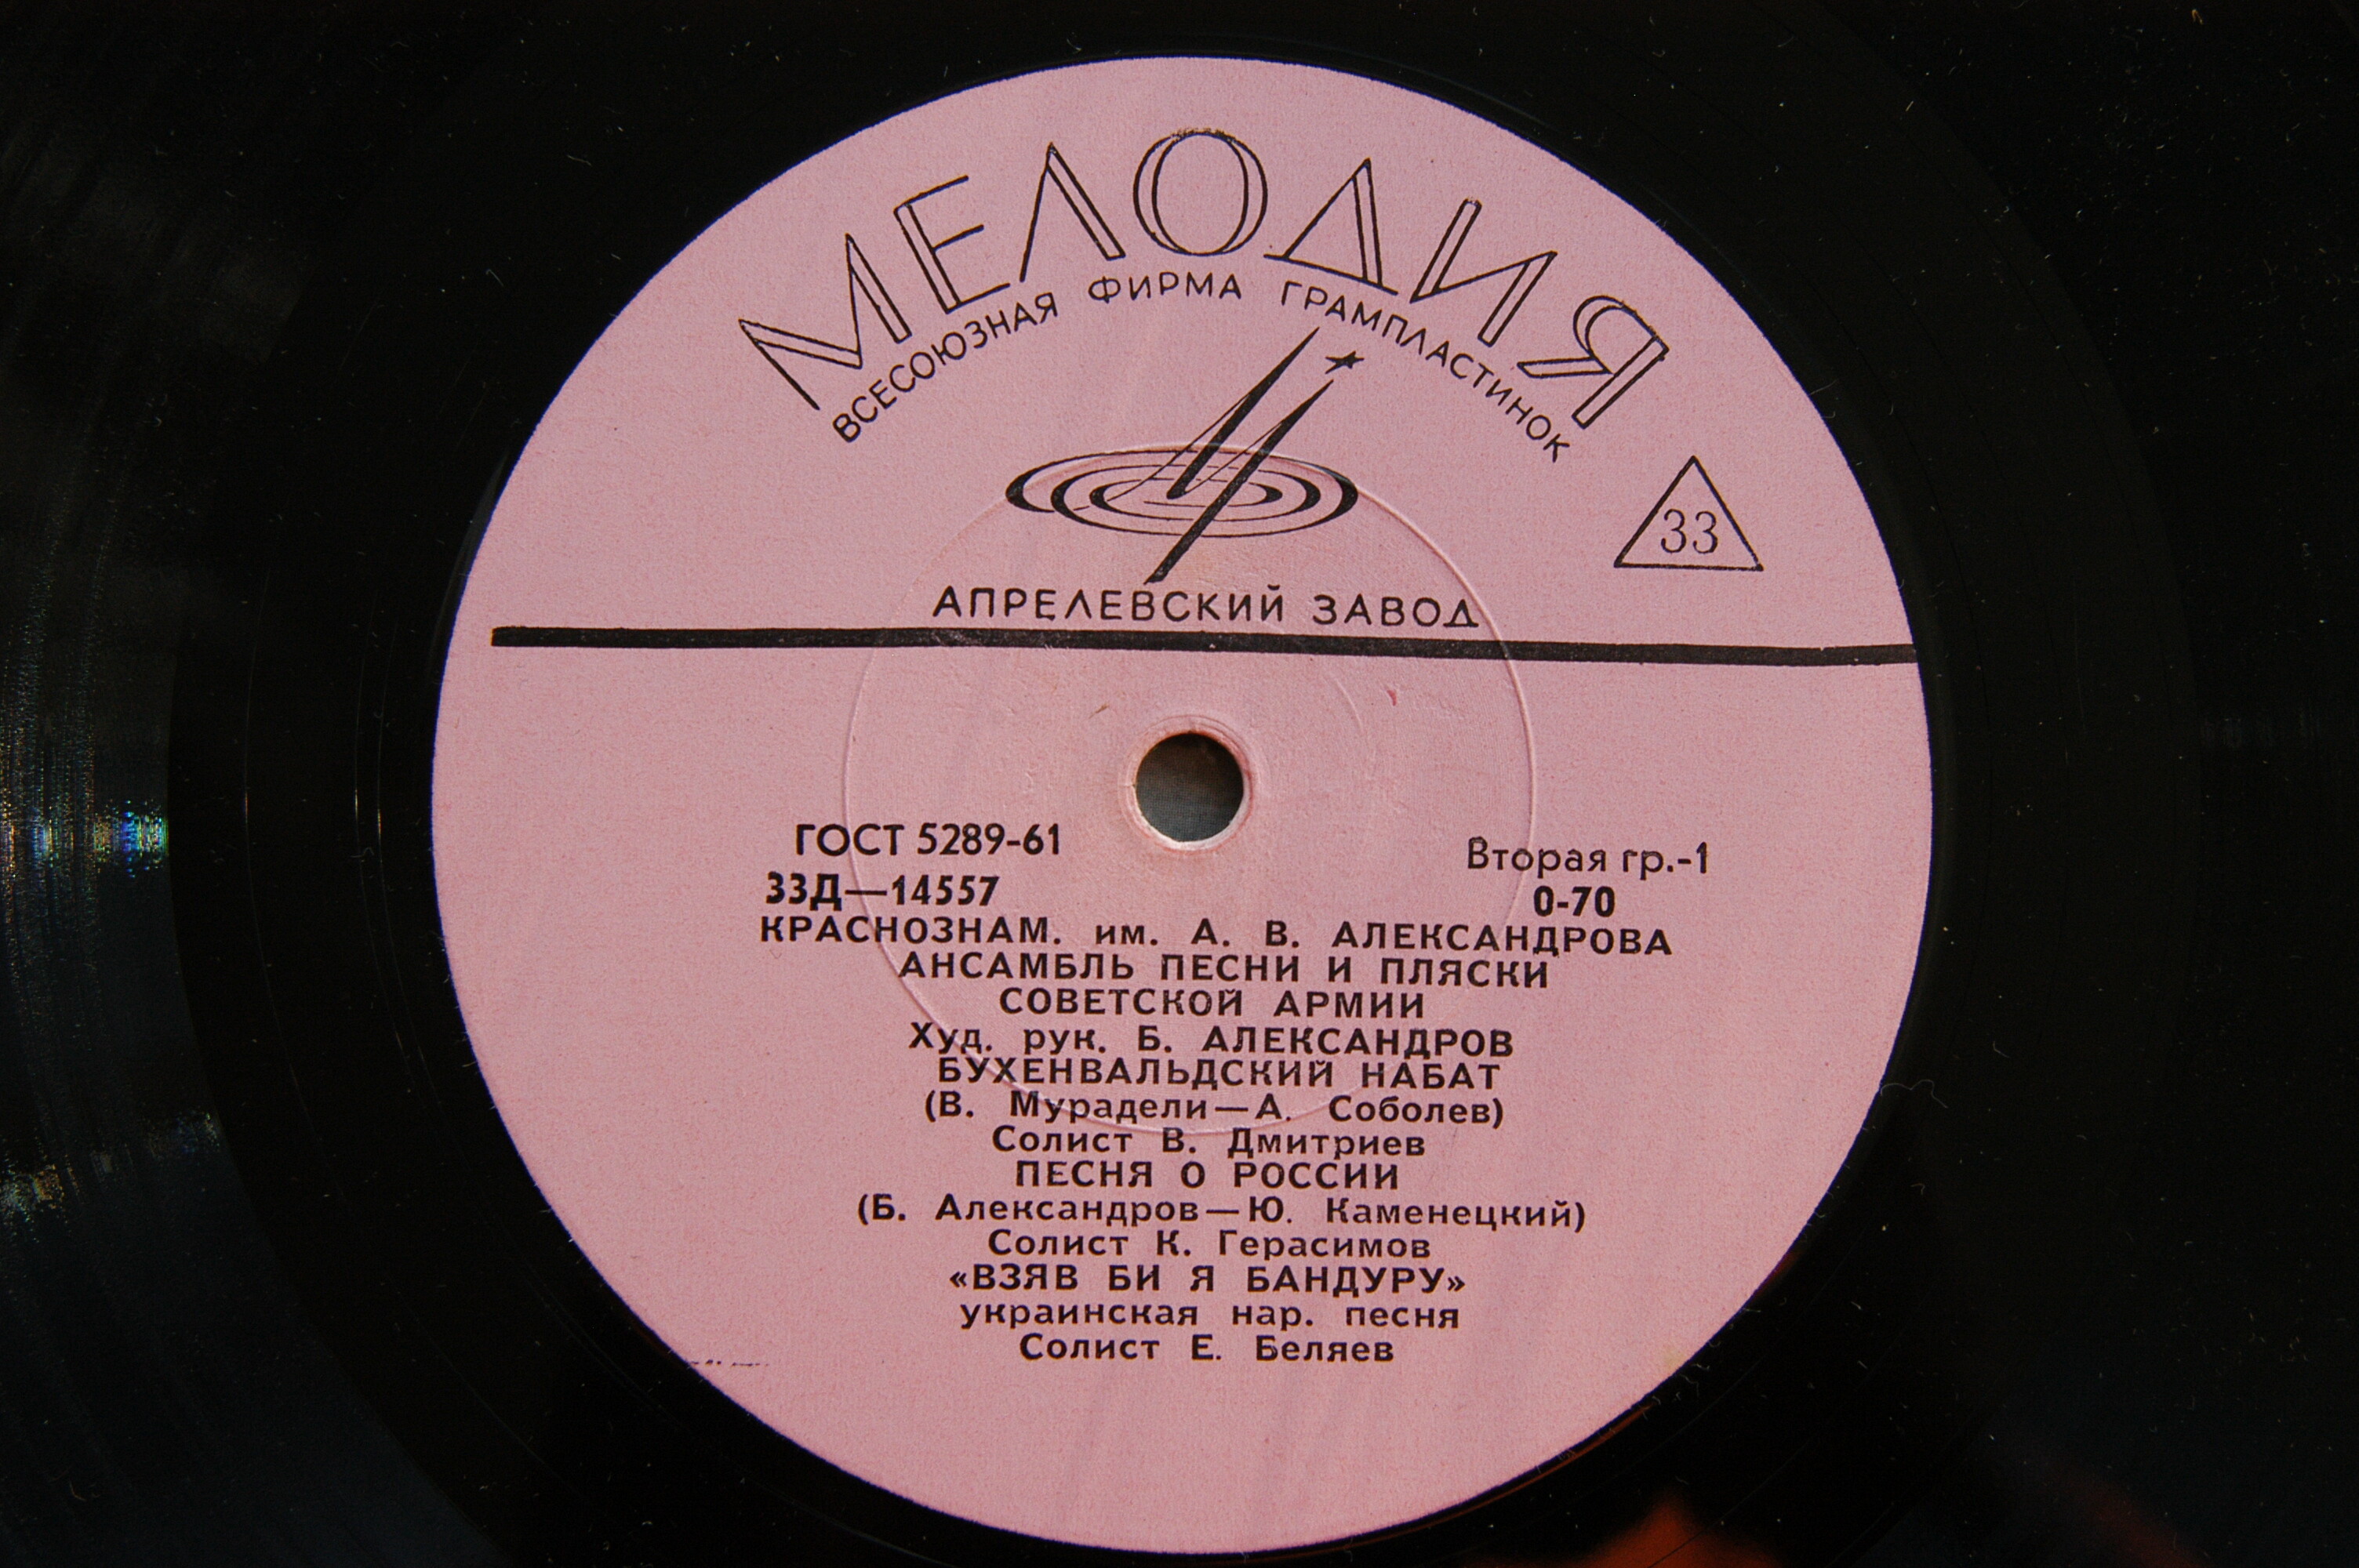 МЕЛОДИЯ
ВСЕСОЮЗНАЯ ФИРМА ГРАМПЛАСТИНОК
33
АПРЕЛЕВСКИЙ ЗАВОД
ГОСТ 5289-61 Вторая гр.-1
33Д—14557 0-70
КРАСНОЗНАМ. им. А. В. АЛЕКСАНДРОВА
АНСАМБЛЬ ПЕСНИ И ПЛЯСКИ
СОВЕТСКОЙ АРМИИ
Худ. рук. Б. АЛЕКСАНДРОВ
БУХЕНВАЛЬДСКИЙ НАБАТ
(В. Мурадели—А. Соболев)
Солист В. Дмитриев
ПЕСНЯ О РОССИИ
(Б. Александров—Ю. Каменецкий)
Солист К. Герасимов
«ВЗЯВ БИ Я БАНДУРУ»
украинская нар. песня
Солист Е. Беляев